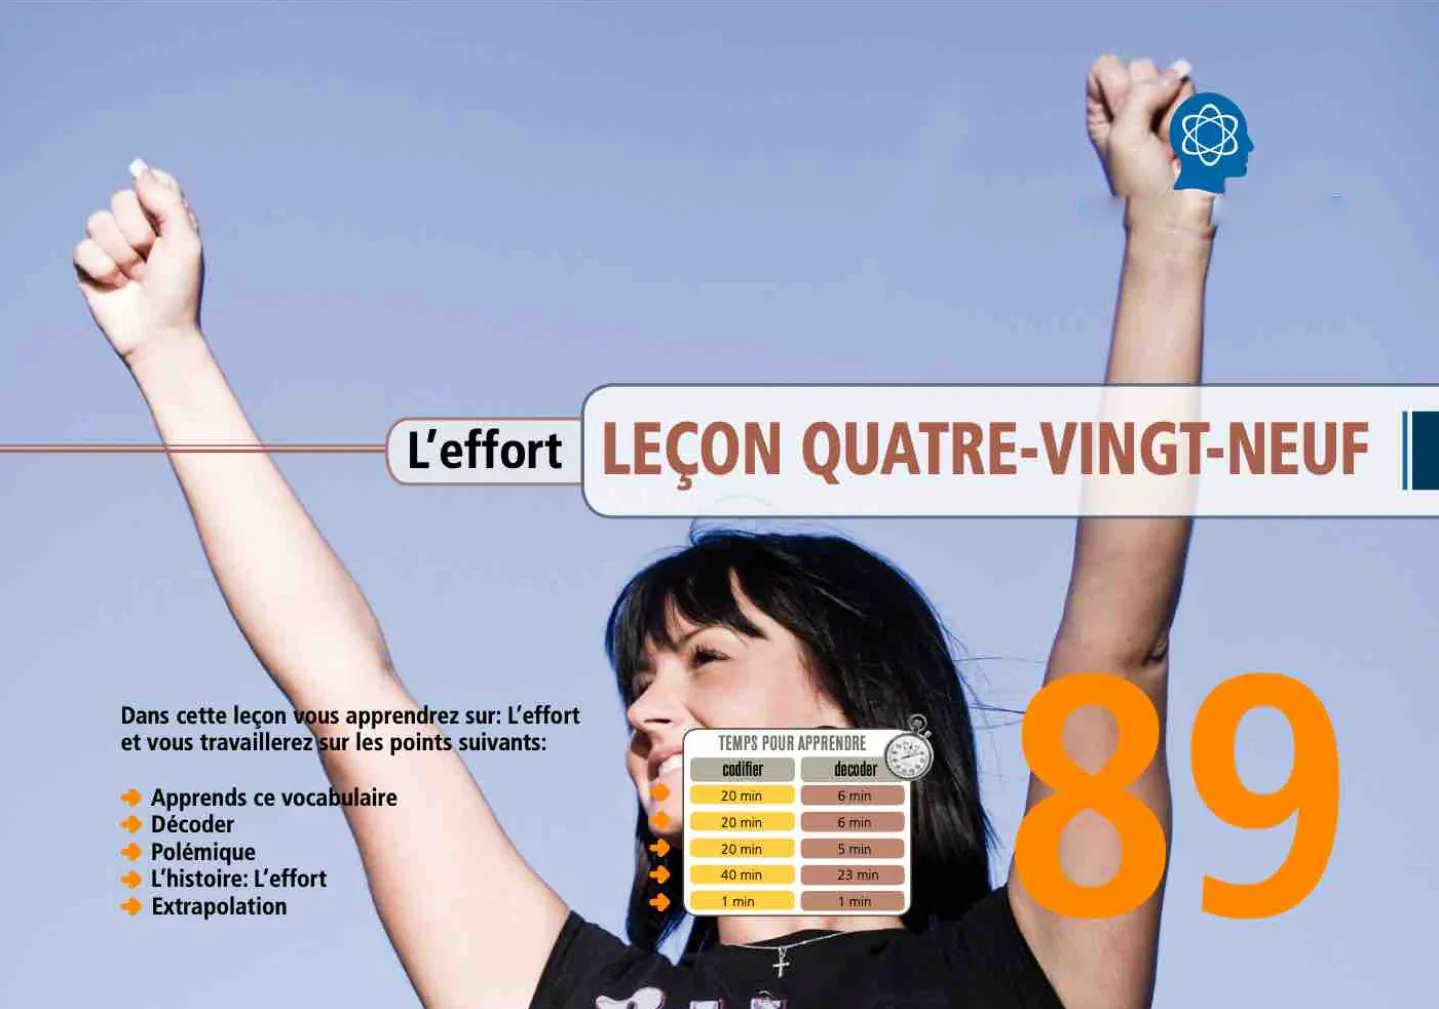 L'effort
LEÇON QUATRE-VINGT-NEUF
Dans cette leçon vous apprendrez sur: L'effort
et vous travaillerez sur les points suivants:
Apprends ce vocabulaire
Décoder
Polémique
L'histoire: L'effort
Extrapolation
TEMPS POUR APPRENDRE
codifier decoder
20 min 6 min
20 min 6 min
20 min 5 min
40 min 23 min
1 min 1 min
89